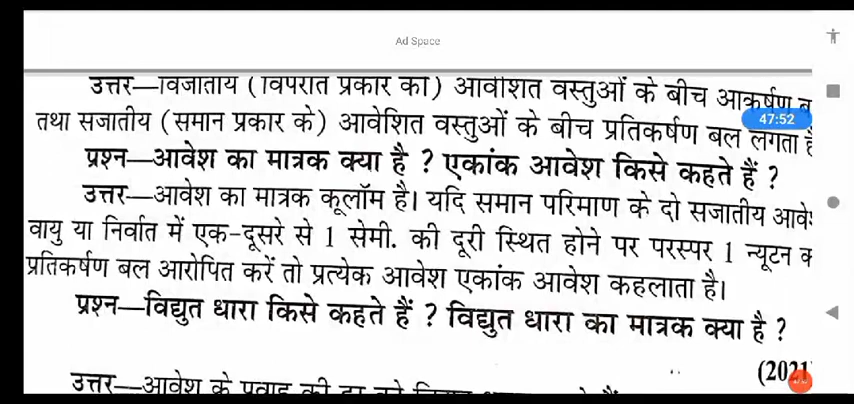 Ad Space
उत्तर—विजातीय (विपरीत प्रकार की) आवेशित वस्तुओं के बीच आकर्षण
47:52
तथा सजातीय (समान प्रकार के) आवेशित वस्तुओं के बीच प्रतिकर्षण बल लगता
प्रश्न—आवेश का मात्रक क्या है ? एकांक आवेश किसे कहते हैं ?
उत्तर—आवेश का मात्रक कूलॉम है। यदि समान परिमाण के दो सजातीय
वायु या निर्वात में एक-दूसरे से 1 सेमी. की दूरी स्थित होने पर परस्पर 1 न्यूटन
प्रतिकर्षण बल आरोपित करें तो प्रत्येक आवेश एकांक आवेश कहलाता है।
प्रश्न—विद्युत धारा किसे कहते हैं ? विद्युत धारा का मात्रक क्या है ?
(2021
उत्तर—आवेश के प्रवाह की